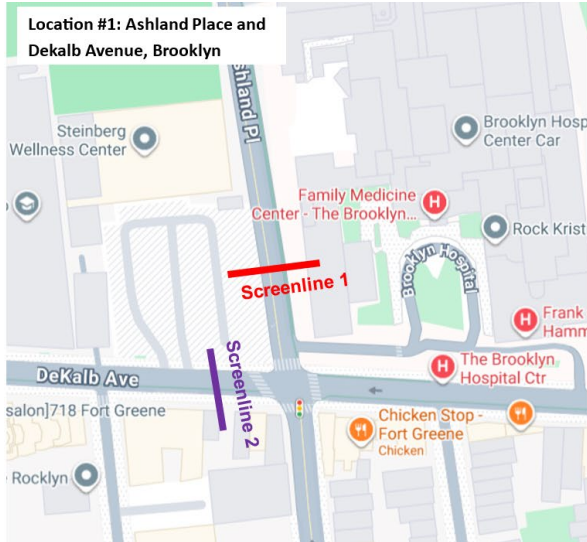 Location #1: Ashland Place and
Dekalb Avenue, Brooklyn
shland Pl
Steinberg
Wellness Center
Brooklyn Hosp
Center Car
Family Medicine
Center - The Brooklyn...
Rock Krist
Brooklyn Hospital
Screenline 1
Frank
Hamm
H
H
H
Screenline 2
The Brooklyn
Hospital Ctr
DeKalb Ave
salon]718 Fort Greene
Chicken Stop -
Fort Greene
Chicken
Rocklyn